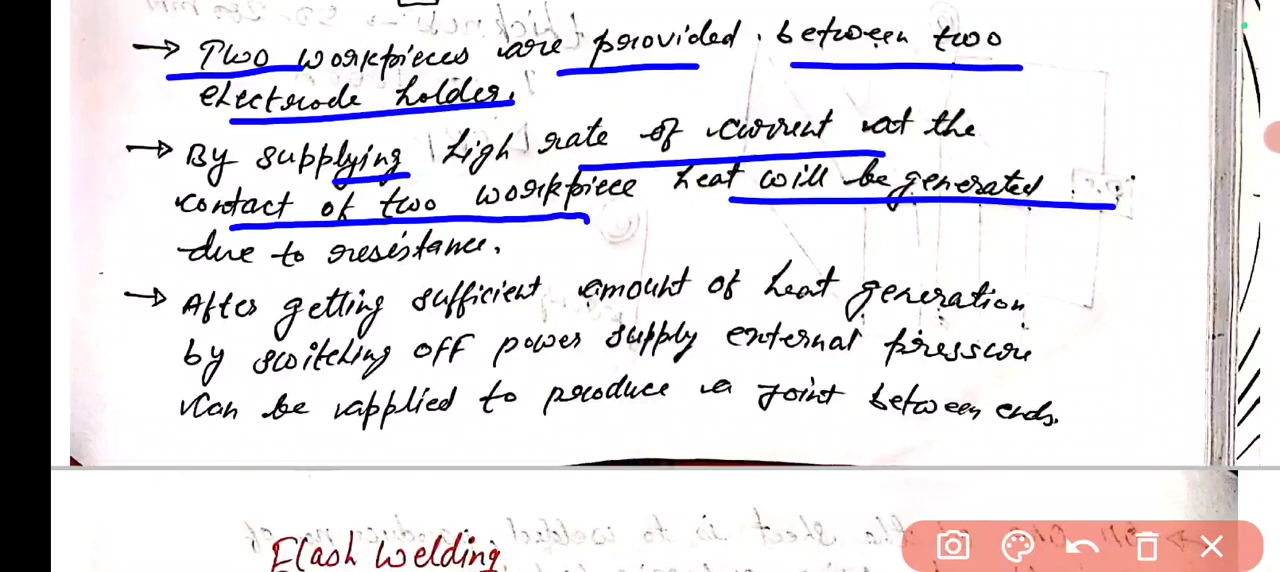 → Two workpieces are provided. between two
electrode holder.
→ By supplying high rate of current at the
contact of two workpiece heat will be generated
due to resistance.
→ After getting sufficient amount of heat generation
by switching off power supply external pressure
can be applied to produce a joint between ends.
Flash Welding